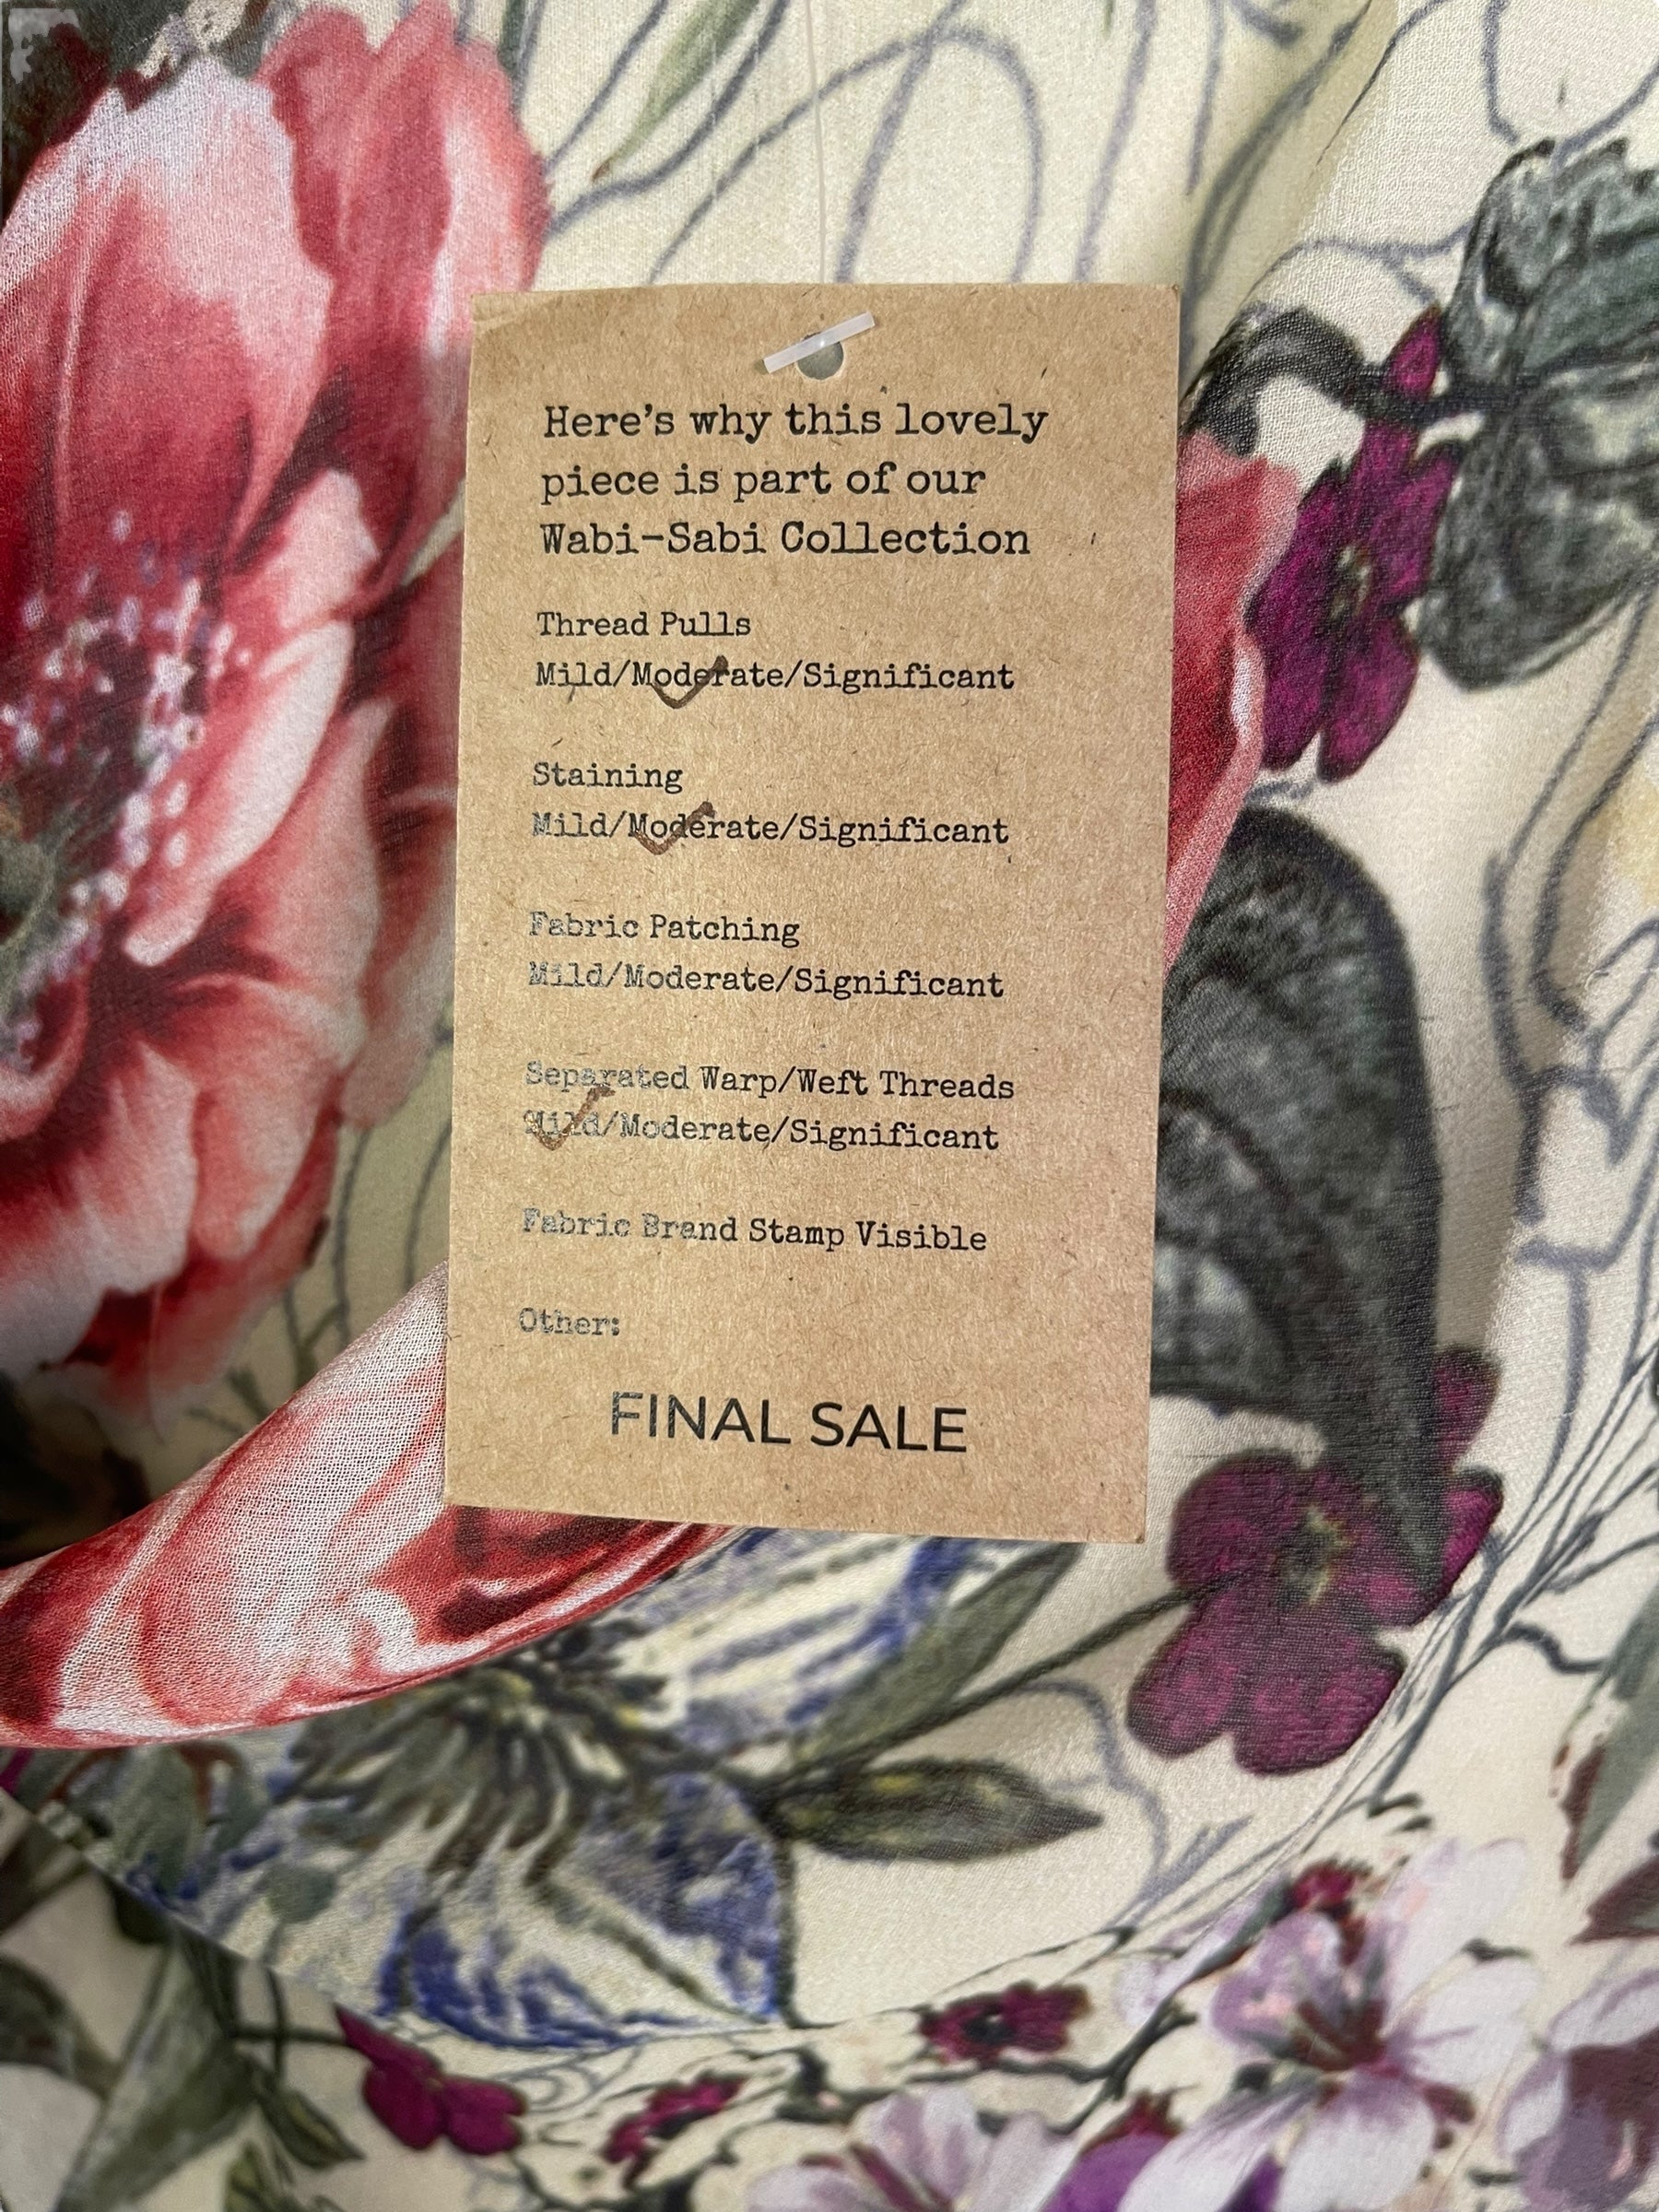 Here's why this lovely
piece is part of our
Wabi-Sabi Collection
Thread Pulls
Mild/Moderate/Significant
Staining
Mild/Moderate/Significant
Fabric Patching
Mild/Moderate/Significant
Separated Warp/Weft Threads
Mild/Moderate/Significant
Fabric Brand Stamp Visible
Other:
FINAL SALE